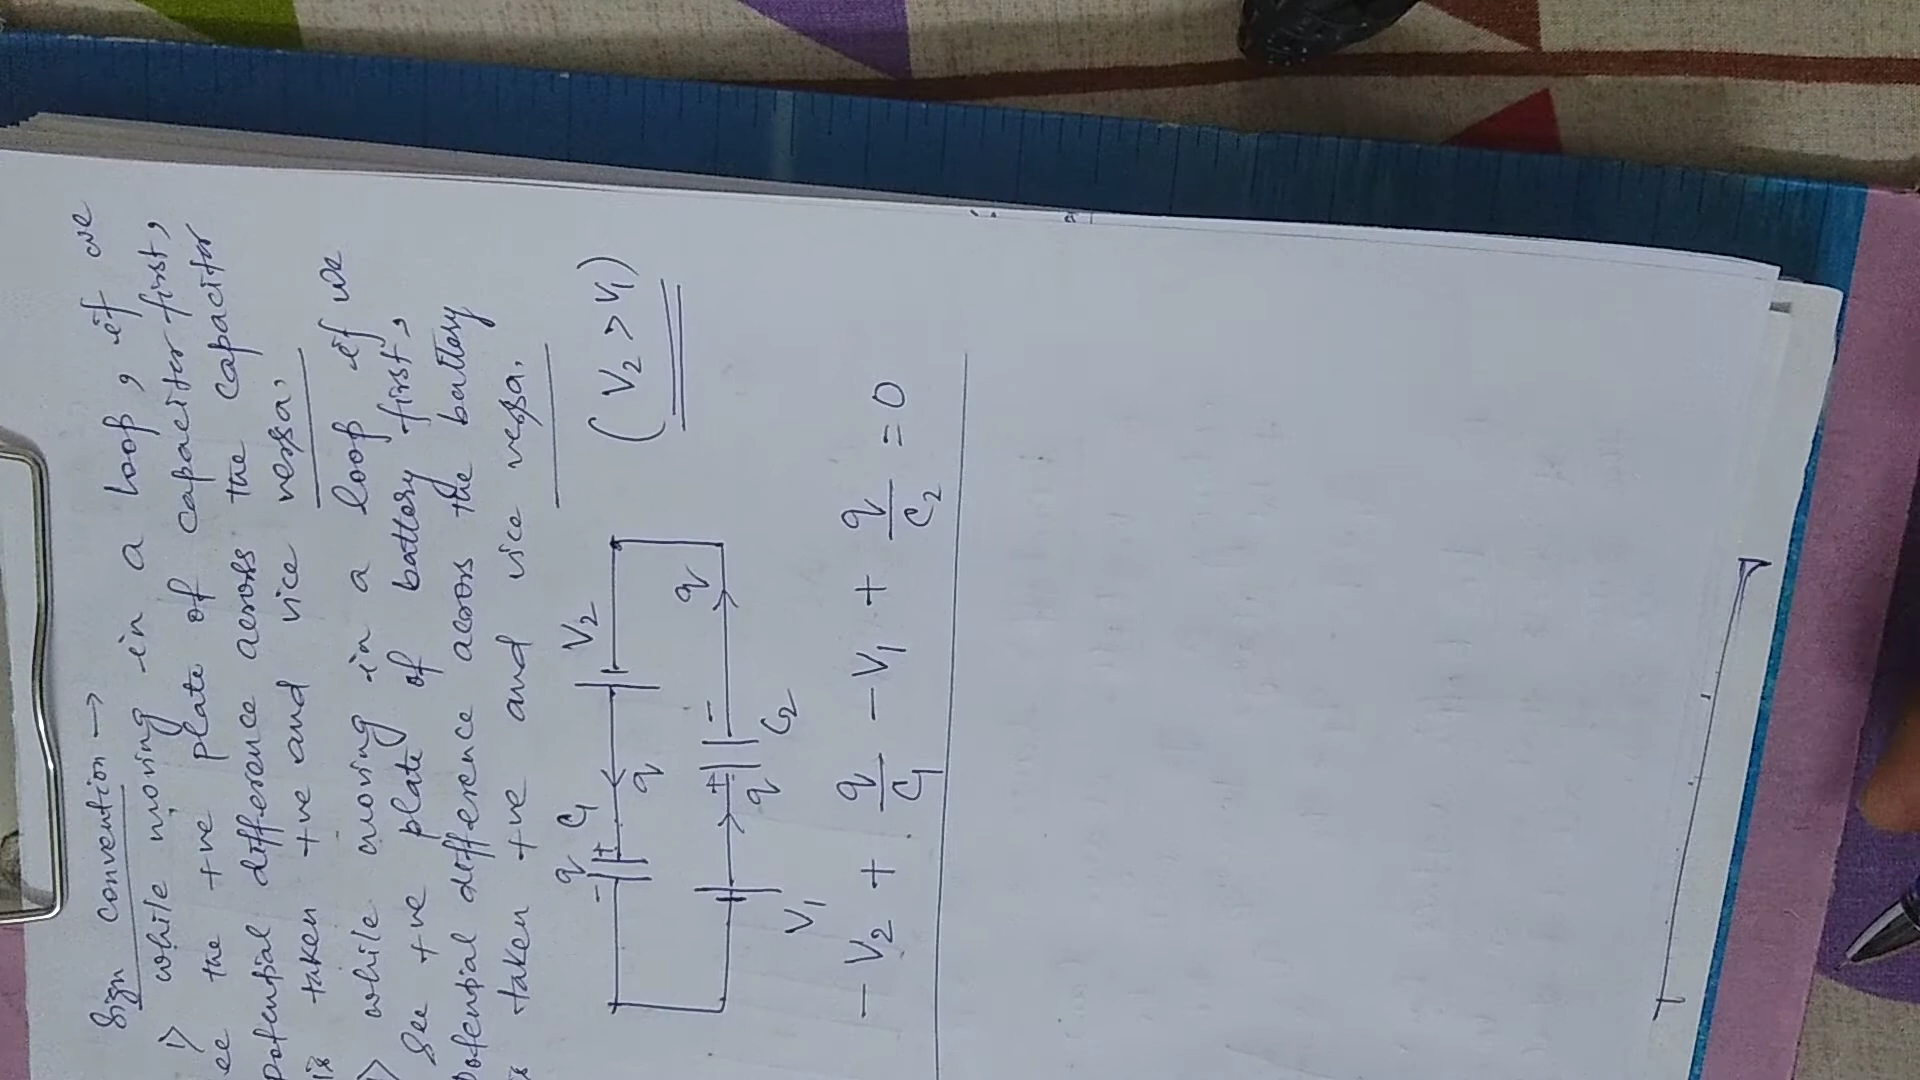 Sign convention →
1) while moving in a loop, if we
see the +ve plate of capacitor first,
potential difference across the capacitor
is taken +ve and vice versa.
) while moving in a loop if we
see +ve plate of battery first,
Potential difference across the battery
is taken +ve and vice versa.
q C1 V2 (V2 > V1)
- +
q q
+ -
V1 q C2
- V2 + q/C1 - V1 + q/C2 = 0